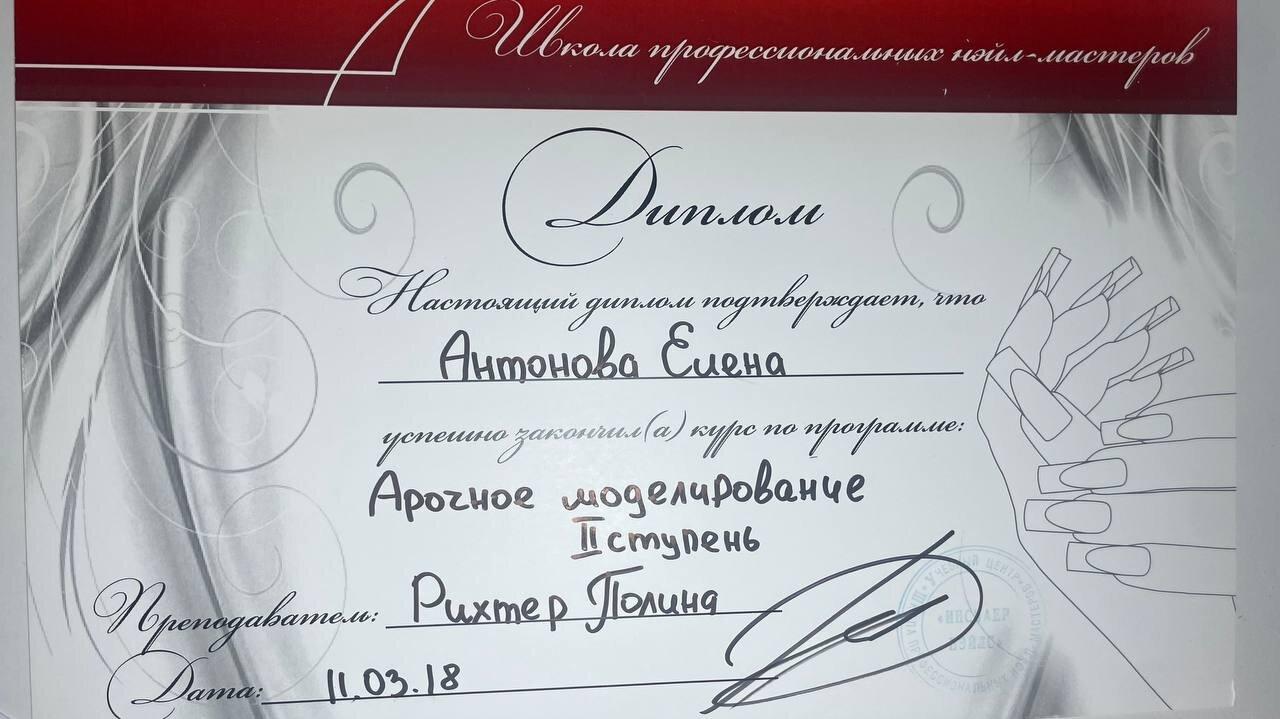 Школа профессиональных нэйл-мастеров
Диплом
Настоящий диплом подтверждает, что
Антонова Елена
успешно закончил(а) курс по программе:
Арочное моделирование
II ступень
Преподаватель: Рихтер Полина
Дата: 11.03.18